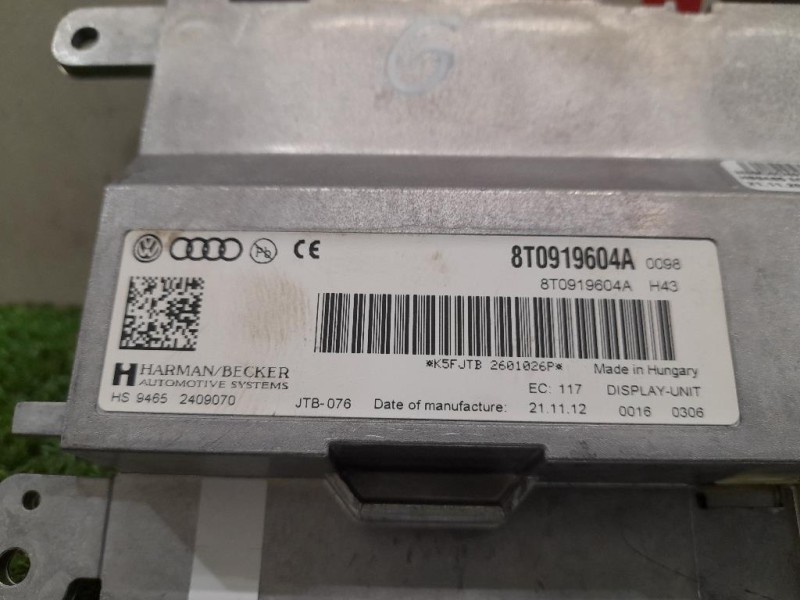 8T0919604A 0098
8T0919604A H43
Pb CE
*K5FJTB 2601026P*
Made in Hungary
H HARMAN/BECKER
AUTOMOTIVE SYSTEMS
EC: 117 DISPLAY-UNIT
HS 9465 2409070 JTB-076 Date of manufacture: 21.11.12 0016 0306